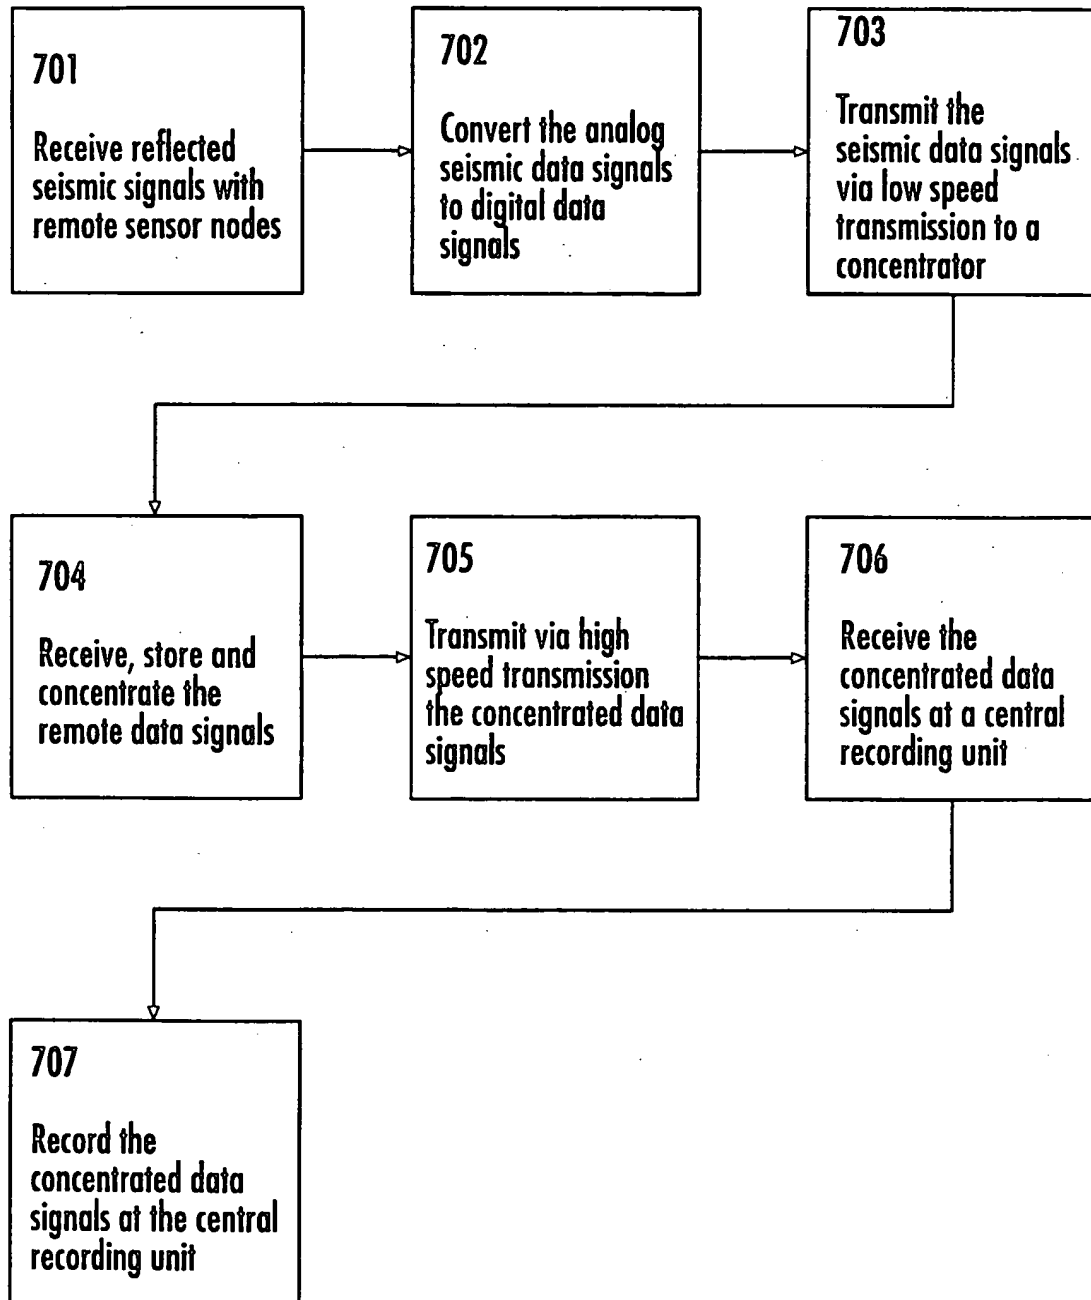 701
Receive reflected
seismic signals with
remote sensor nodes
702
Convert the analog
seismic data signals
to digital data
signals
703
Transmit the
seismic data signals
via low speed
transmission to a
concentrator
704
Receive, store and
concentrate the
remote data signals
705
Transmit via high
speed transmission
the concentrated data
signals
706
Receive the
concentrated data
signals at a central
recording unit
707
Record the
concentrated data
signals at the central
recording unit